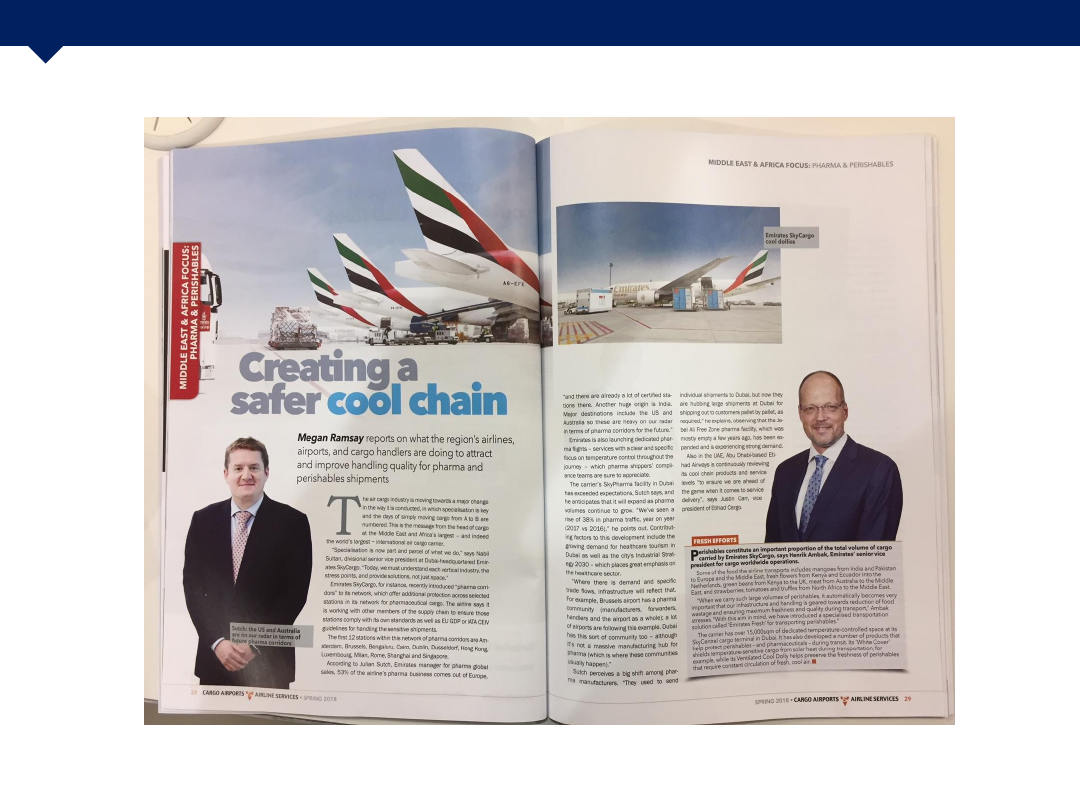 MIDDLE EAST & AFRICA FOCUS:
PHARMA & PERISHABLES
A6-EFE
Creating a
safer cool chain
Megan Ramsay reports on what the region's airlines,
airports, and cargo handlers are doing to attract
and improve handling quality for pharma and
perishables shipments
The air cargo industry is moving towards a major change
in the way it is conducted, in which specialisation is key
and the days of simply moving cargo from A to B are
numbered. This is the message from the head of cargo
at the Middle East and Africa's largest – and indeed
the world's largest – international air cargo carrier.
"Specialisation is now part and parcel of what we do," says Nabil
Sultan, divisional senior vice president at Dubai-headquartered Emir-
ates SkyCargo. "Today, we must understand each vertical industry, the
stress points, and provide solutions, not just space."
Emirates SkyCargo, for instance, recently introduced "pharma corri-
dors" to its network, which offer additional protection across selected
stations in its network for pharmaceutical cargo. The airline says it
is working with other members of the supply chain to ensure those
stations comply with its own standards as well as EU GDP or IATA CEIV
guidelines for handling the sensitive shipments.
The first 12 stations within this network of pharma corridors are Am-
sterdam, Brussels, Bengaluru, Cairo, Dublin, Dusseldorf, Hong Kong,
Luxembourg, Milan, Rome, Shanghai and Singapore.
According to Julian Sutch, Emirates manager for pharma global
sales, 53% of the airline's pharma business comes out of Europe,
Sutch: the US and Australia
are on our radar in terms of
future pharma corridors
28 CARGO AIRPORTS & AIRLINE SERVICES • SPRING 2018
MIDDLE EAST & AFRICA FOCUS: PHARMA & PERISHABLES
Emirates SkyCargo
cool dollies
Emirates
"and there are already a lot of certified sta-
tions there. Another huge origin is India.
Major destinations include the US and
Australia so these are heavy on our radar
in terms of pharma corridors for the future."
Emirates is also launching dedicated phar-
ma flights – services with a clear and specific
focus on temperature control throughout the
journey – which pharma shippers' compli-
ance teams are sure to appreciate.
The carrier's SkyPharma facility in Dubai
has exceeded expectations, Sutch says, and
he anticipates that it will expand as pharma
volumes continue to grow. "We've seen a
rise of 38% in pharma traffic, year on year
(2017 vs 2016)," he points out. Contribut-
ing factors to this development include the
growing demand for healthcare tourism in
Dubai as well as the city's Industrial Strat-
egy 2030 – which places great emphasis on
the healthcare sector.
"Where there is demand and specific
trade flows, infrastructure will reflect that.
For example, Brussels airport has a pharma
community (manufacturers, forwarders,
handlers and the airport as a whole); a lot
of airports are following this example. Dubai
has this sort of community too – although
it's not a massive manufacturing hub for
pharma (which is where these communities
usually happen)."
Sutch perceives a big shift among phar-
ma manufacturers. "They used to send
individual shipments to Dubai, but now they
are hubbing large shipments at Dubai for
shipping out to customers pallet by pallet, as
required," he explains, observing that the Je-
bel Ali Free Zone pharma facility, which was
mostly empty a few years ago, has been ex-
panded and is experiencing strong demand.
Also in the UAE, Abu Dhabi-based Eti-
had Airways is continuously reviewing
its cool chain products and service
levels "to ensure we are ahead of
the game when it comes to service
delivery", says Justin Carr, vice
president of Etihad Cargo.
FRESH EFFORTS
Perishables constitute an important proportion of the total volume of cargo
carried by Emirates SkyCargo, says Henrik Ambak, Emirates' senior vice
president for cargo worldwide operations.
Some of the food the airline transports includes mangoes from India and Pakistan
to Europe and the Middle East, fresh flowers from Kenya and Ecuador into the
Netherlands, green beans from Kenya to the UK, meat from Australia to the Middle
East, and strawberries, tomatoes and truffles from North Africa to the Middle East.
"When we carry such large volumes of perishables, it automatically becomes very
important that our infrastructure and handling is geared towards reduction of food
wastage and ensuring maximum freshness and quality during transport," Ambak
stresses. "With this aim in mind, we have introduced a specialised transportation
solution called 'Emirates Fresh' for transporting perishables."
The carrier has over 15,000sqm of dedicated temperature-controlled space at its
SkyCentral cargo terminal in Dubai. It has also developed a number of products that
help protect perishables – and pharmaceuticals – during transit. Its 'White Cover'
shields temperature-sensitive cargo from solar heat during transportation, for
example, while its Ventilated Cool Dolly helps preserve the freshness of perishables
that require constant circulation of fresh, cool air.
SPRING 2018 • CARGO AIRPORTS & AIRLINE SERVICES 29